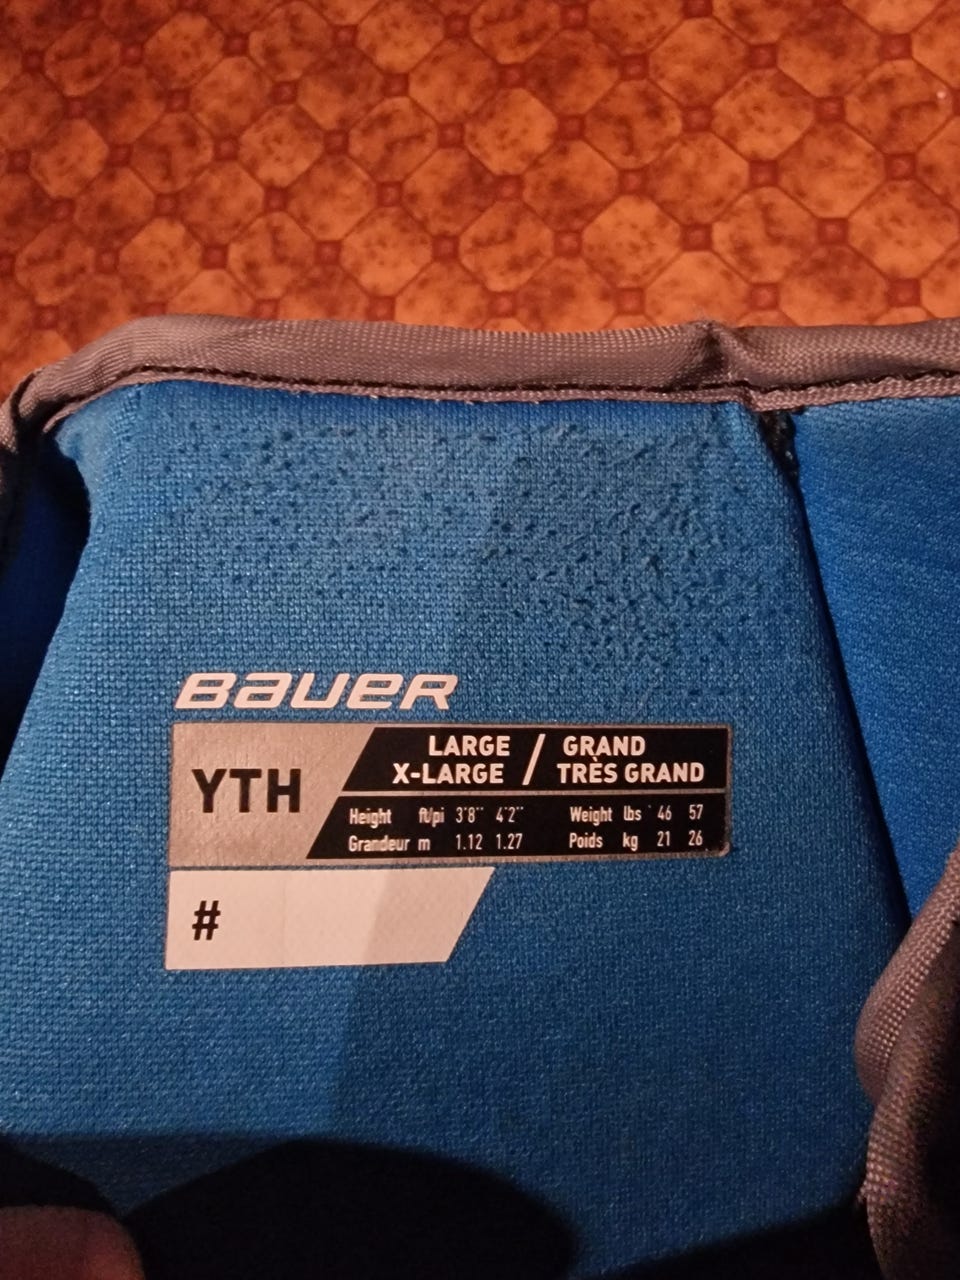 BAUER
YTH
LARGE / GRAND
X-LARGE / TRÈS GRAND
Height ft/pi 3'8'' 4'2'' Weight lbs 46 57
Grandeur m 1.12 1.27 Poids kg 21 26
#